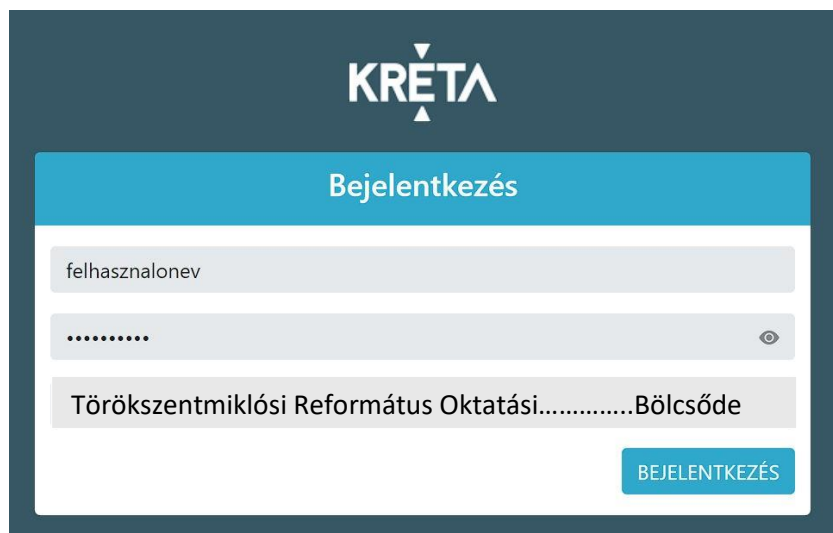 KRÉTA
Bejelentkezés
felhasznalonev
••••••••••
Törökszentmiklósi Református Oktatási…………..Bölcsőde
BEJELENTKEZÉS